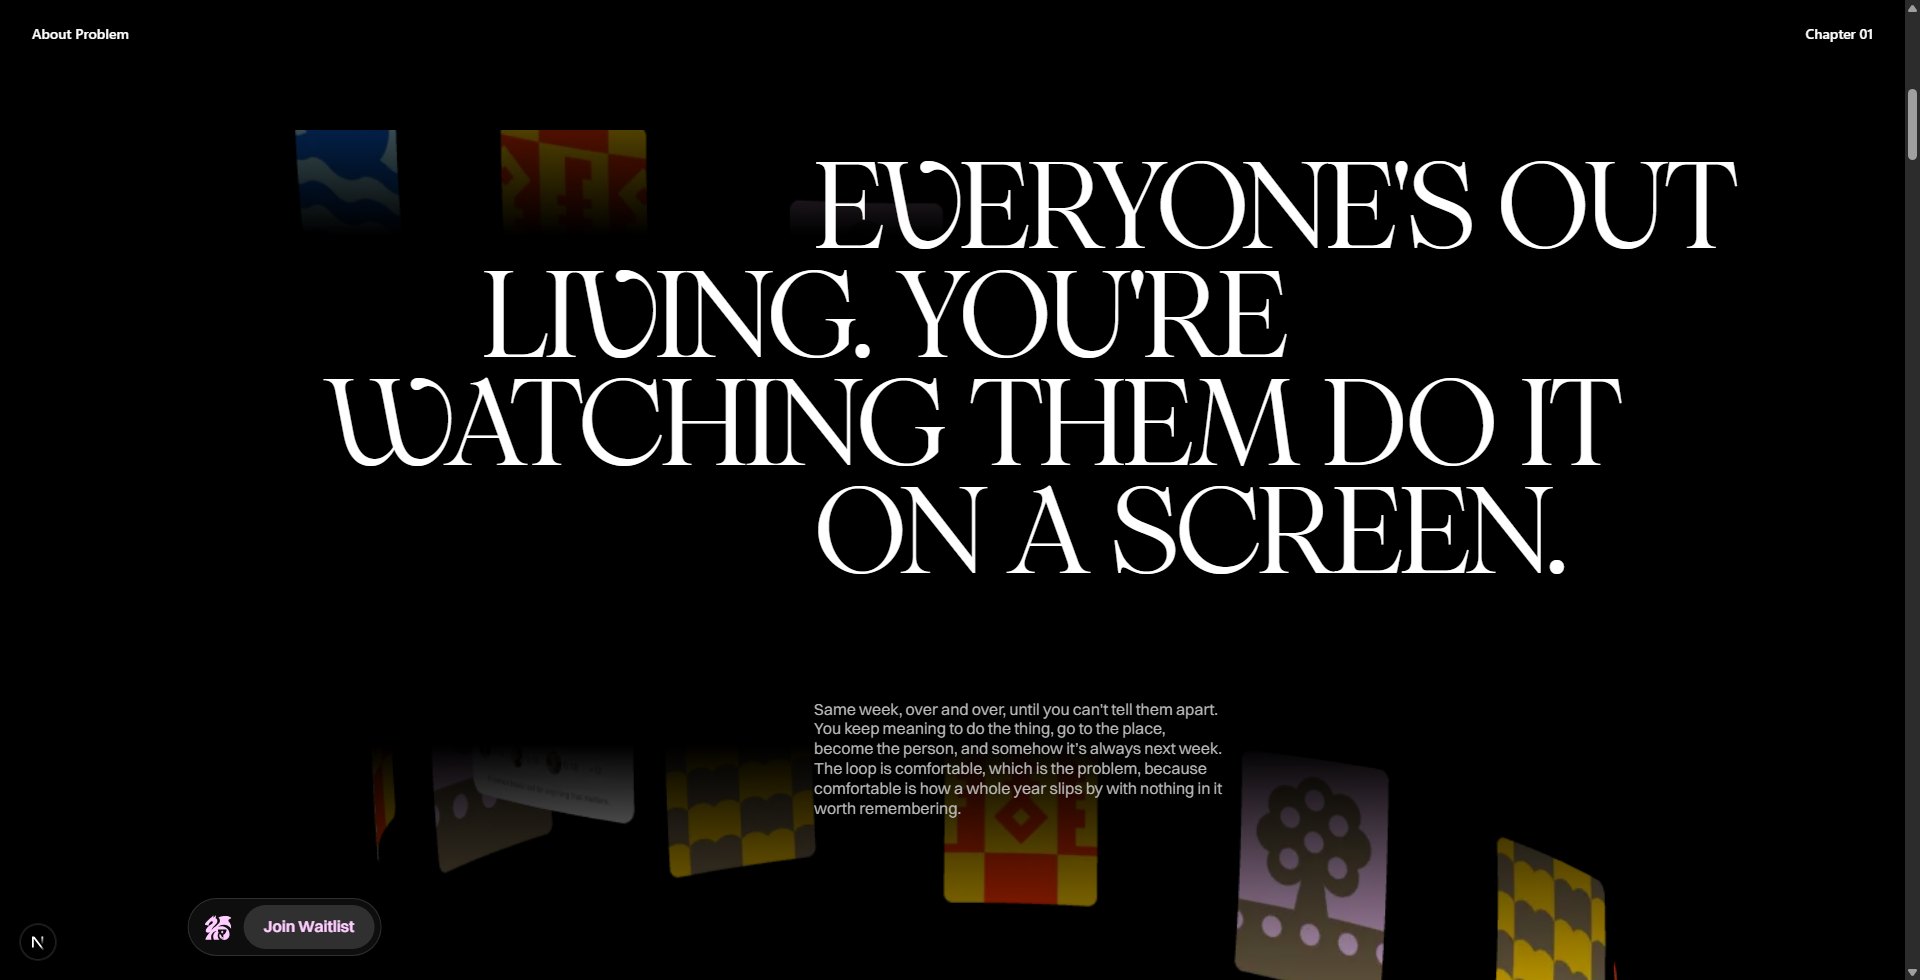 About Problem
Chapter 01
EVERYONE'S OUT
LIVING. YOU'RE
WATCHING THEM DO IT
ON A SCREEN.
Same week, over and over, until you can't tell them apart.
You keep meaning to do the thing, go to the place,
become the person, and somehow it's always next week.
The loop is comfortable, which is the problem, because
comfortable is how a whole year slips by with nothing in it
worth remembering.
Join Waitlist
N